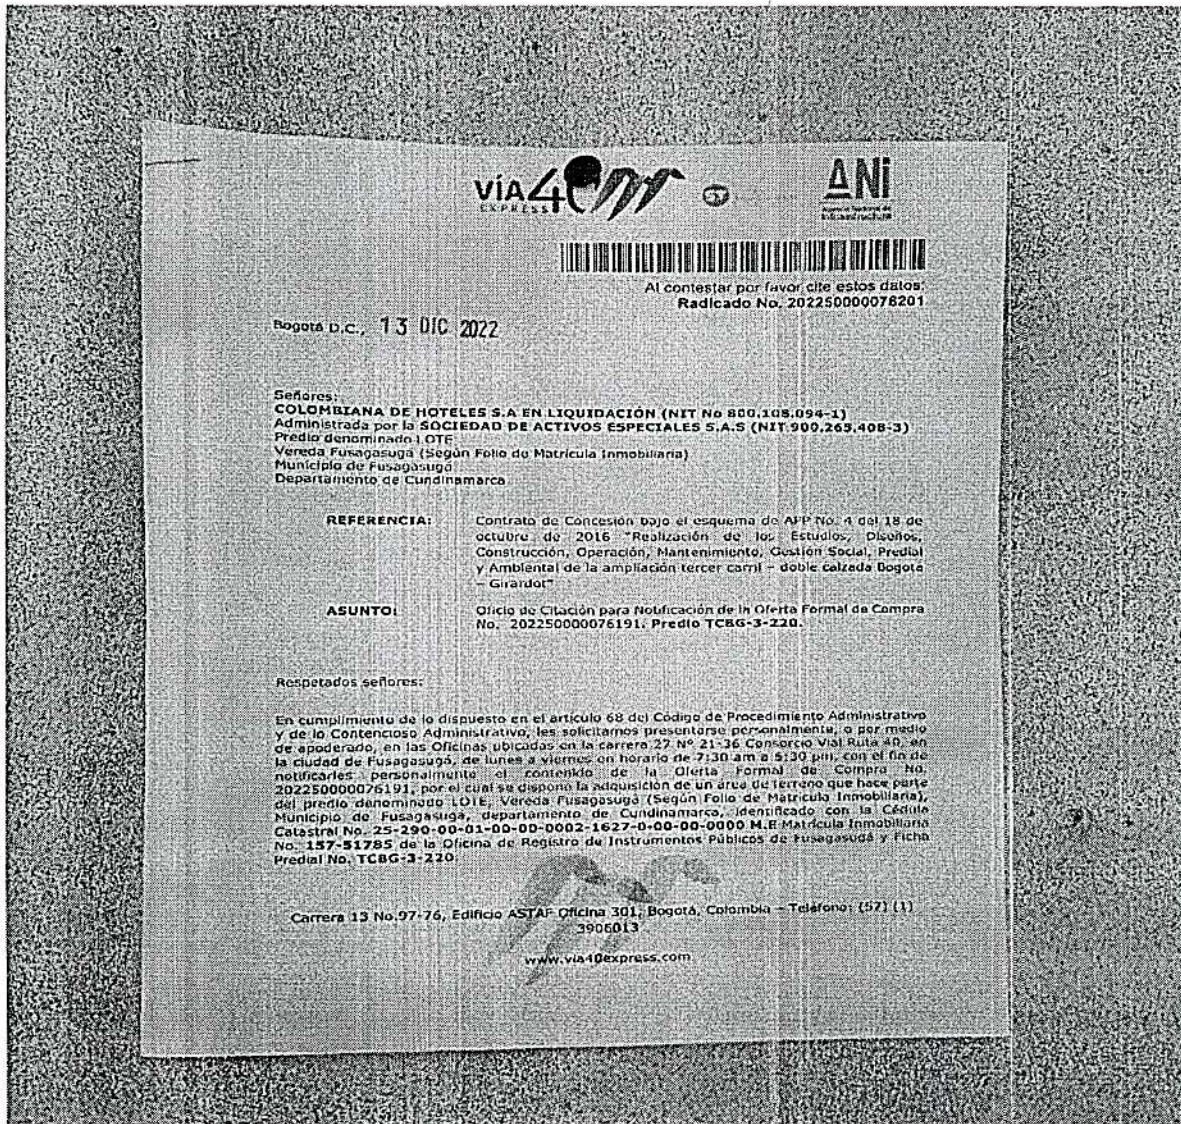 VÍA 40
EXPRESS
ANi
Agencia Nacional de
Infraestructura
Al contestar por favor cite estos datos:
Radicado No. 202250000078201
Bogotá D.C., 13 DIC 2022
Señores:
COLOMBIANA DE HOTELES S.A EN LIQUIDACIÓN (NIT No 800.108.094-1)
Administrada por la SOCIEDAD DE ACTIVOS ESPECIALES S.A.S (NIT 900.265.408-3)
Predio denominado LOTE
Vereda Fusagasugá (Según Folio de Matricula Inmobiliaria)
Municipio de Fusagasugá
Departamento de Cundinamarca
REFERENCIA: Contrato de Concesión bajo el esquema de APP No. 4 del 18 de
octubre de 2016 "Realización de los Estudios, Diseños,
Construcción, Operación, Mantenimiento, Gestión Social, Predial
y Ambiental de la ampliación tercer carril – doble calzada Bogotá
– Girardot"
ASUNTO: Oficio de Citación para Notificación de la Oferta Formal de Compra
No. 202250000076191. Predio TCBG-3-220.
Respetados señores:
En cumplimiento de lo dispuesto en el artículo 68 del Código de Procedimiento Administrativo
y de lo Contencioso Administrativo, les solicitamos presentarse personalmente, o por medio
de apoderado, en las Oficinas ubicadas en la carrera 27 Nº 21-36 Consorcio Vial Ruta 40, en
la ciudad de Fusagasugá, de lunes a viernes en horario de 7:30 am a 5:30 pm, con el fin de
notificarles personalmente el contenido de la Oferta Formal de Compra No.
202250000076191, por el cual se dispone la adquisición de un área de terreno que hace parte
del predio denominado LOTE, Vereda Fusagasugá (Según Folio de Matricula Inmobiliaria),
Municipio de Fusagasugá, departamento de Cundinamarca, identificado con la Cédula
Catastral No. 25-290-00-01-00-00-0002-1627-0-00-00-0000 M.E Matrícula Inmobiliaria
No. 157-51785 de la Oficina de Registro de Instrumentos Públicos de Fusagasugá y Ficha
Predial No. TCBG-3-220.
Carrera 13 No.97-76, Edificio ASTAF Oficina 301, Bogotá, Colombia – Teléfono: (57) (1)
3906013
www.via40express.com